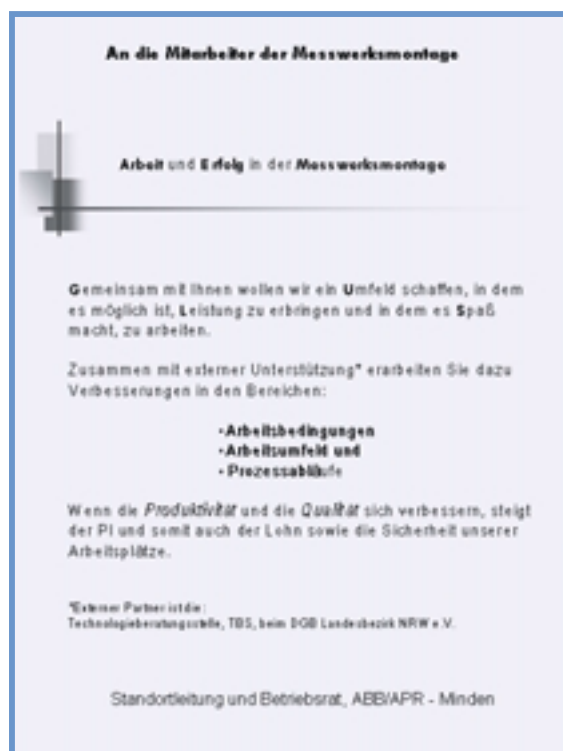 An die Mitarbeiter der Messwerksmontage
Arbeit und Erfolg in der Messwerksmontage
Gemeinsam mit Ihnen wollen wir ein Umfeld schaffen, in dem
es möglich ist, Leistung zu erbringen und in dem es Spaß
macht, zu arbeiten.
Zusammen mit externer Unterstützung* erarbeiten Sie dazu
Verbesserungen in den Bereichen:
•Arbeitsbedingungen
•Arbeitsumfeld und
•Prozessabläufe
Wenn die Produktivität und die Qualität sich verbessern, steigt
der PI und somit auch der Lohn sowie die Sicherheit unserer
Arbeitsplätze.
*Externer Partner ist die:
Technologieberatungsstelle, TBS, beim DGB Landesbezirk NRW e.V.
Standortleitung und Betriebsrat, ABB/APR - Minden